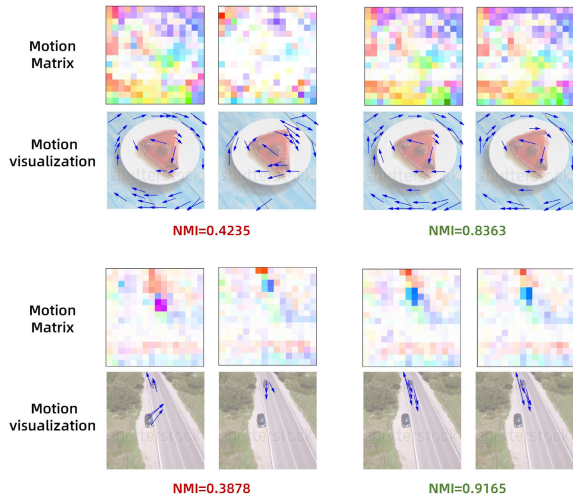 Motion
Matrix
Motion
visualization
NMI=0.4235
NMI=0.8363
Motion
Matrix
Motion
visualization
NMI=0.3878
NMI=0.9165